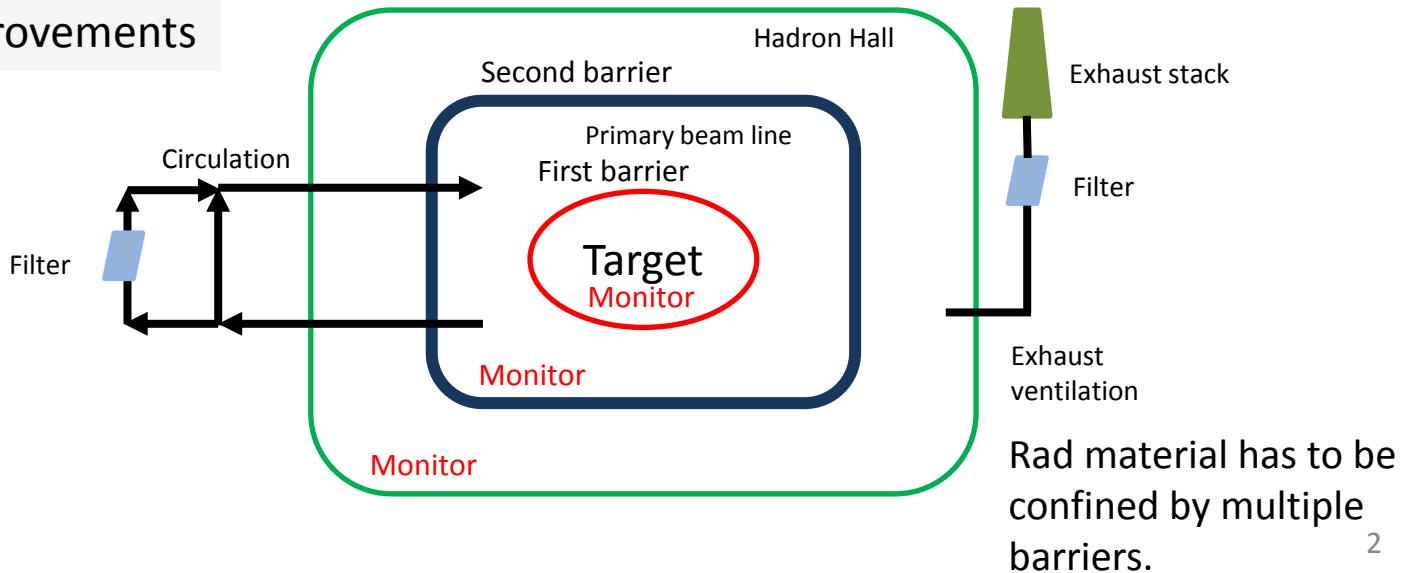 Hadron Hall
Second barrier
Exhaust stack
Primary beam line
Circulation
First barrier
Filter
Target
Filter
Monitor
Exhaust
ventilation
Monitor
Monitor
Rad material has to be
confined by multiple
barriers.
2